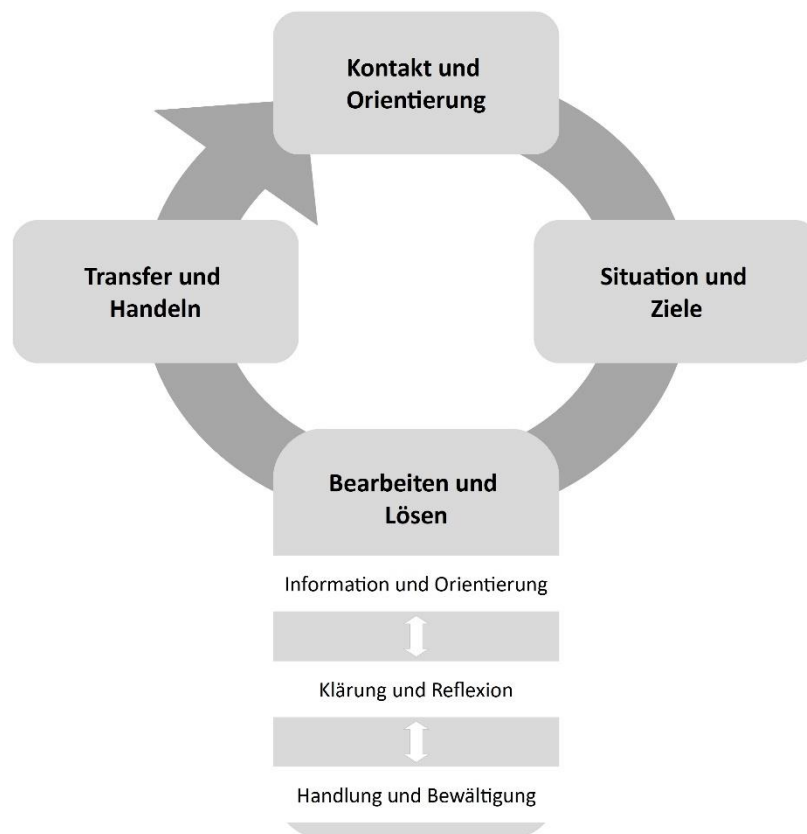 Kontakt und
Orientierung
Transfer und
Handeln
Situation und
Ziele
Bearbeiten und
Lösen
Information und Orientierung
Klärung und Reflexion
Handlung und Bewältigung